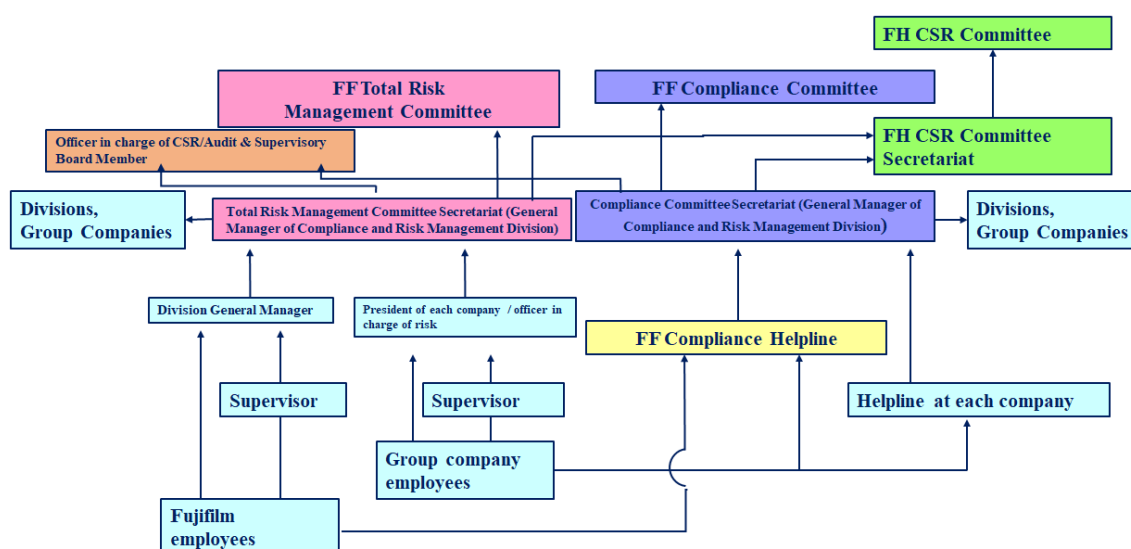 FH CSR Committee
FF Total Risk
Management Committee
FF Compliance Committee
Officer in charge of CSR/Audit & Supervisory
Board Member
FH CSR Committee
Secretariat
Divisions,
Group Companies
Total Risk Management Committee Secretariat (General
Manager of Compliance and Risk Management Division)
Compliance Committee Secretariat (General Manager of
Compliance and Risk Management Division)
Divisions,
Group Companies
Division General Manager
President of each company / officer in
charge of risk
FF Compliance Helpline
Supervisor
Supervisor
Helpline at each company
Group company
employees
Fujifilm
employees